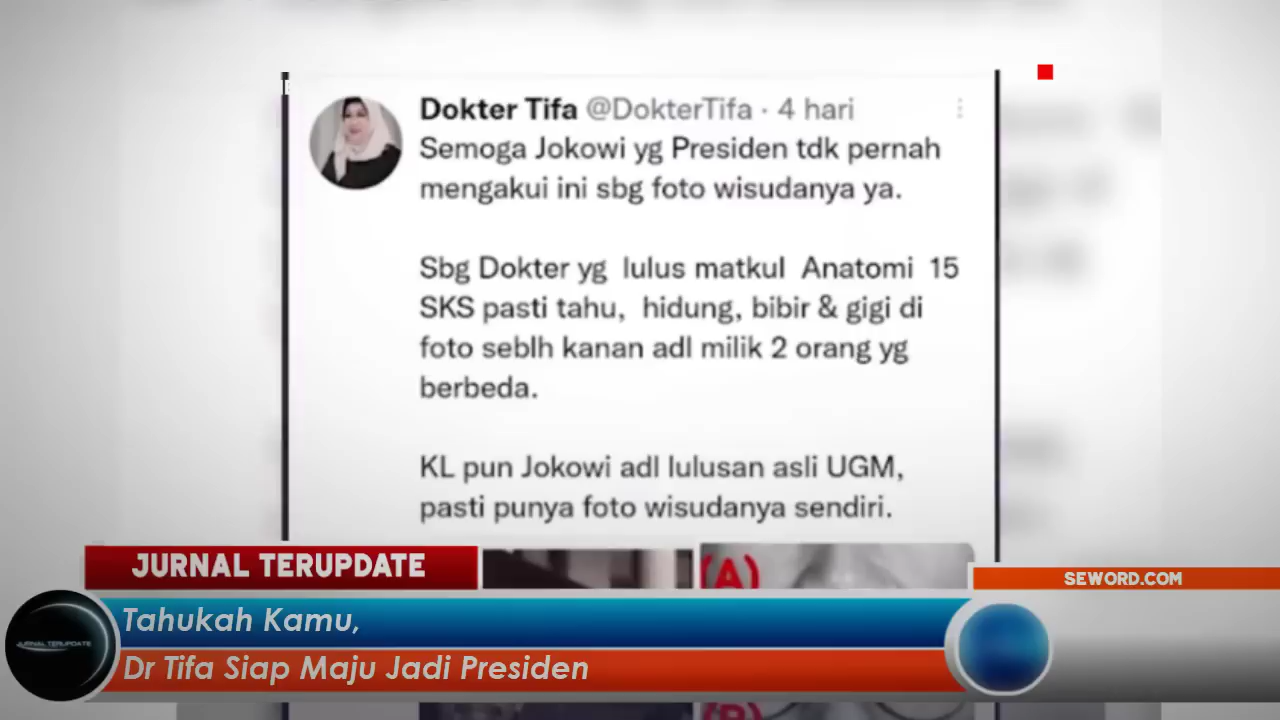 Dokter Tifa @DokterTifa · 4 hari
Semoga Jokowi yg Presiden tdk pernah
mengakui ini sbg foto wisudanya ya.
Sbg Dokter yg lulus matkul Anatomi 15
SKS pasti tahu, hidung, bibir & gigi di
foto seblh kanan adl milik 2 orang yg
berbeda.
KL pun Jokowi adl lulusan asli UGM,
pasti punya foto wisudanya sendiri.
(A)
JURNAL TERUPDATE
SEWORD.COM
JURNAL TERUPDATE
Tahukah Kamu,
Dr Tifa Siap Maju Jadi Presiden
(B)